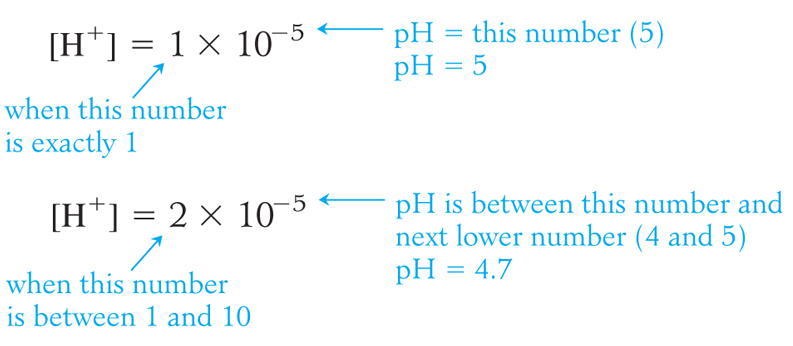 [H⁺] = 1 × 10⁻⁵ pH = this number (5)
pH = 5
when this number
is exactly 1
[H⁺] = 2 × 10⁻⁵ pH is between this number and
next lower number (4 and 5)
pH = 4.7
when this number
is between 1 and 10